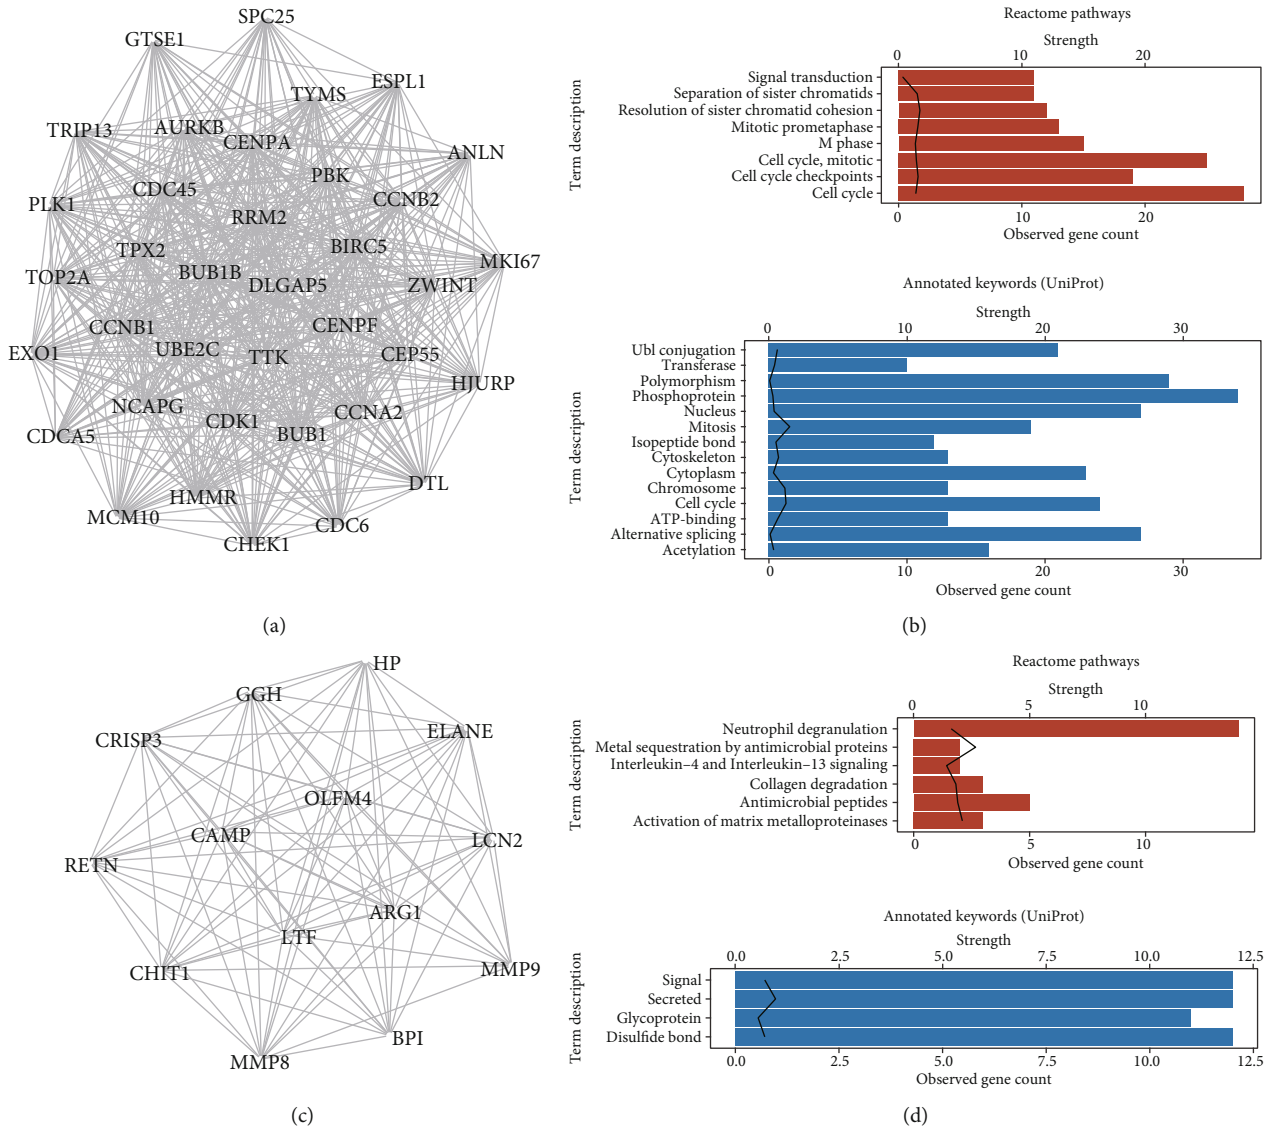 SPC25
GTSE1
ESPL1
TYMS
TRIP13
AURKB
CENPA
ANLN
PBK
CDC45
CCNB2
PLK1
RRM2
BIRC5
TPX2
MKI67
BUB1B
TOP2A
DLGAP5
ZWINT
CCNB1
CENPF
EXO1
UBE2C
TTK
CEP55
HJURP
NCAPG
CCNA2
CDK1
CDCA5
BUB1
DTL
HMMR
MCM10
CDC6
CHEK1
(a)
Reactome pathways
Strength
0 10 20
Term description
Signal transduction
Separation of sister chromatids
Resolution of sister chromatid cohesion
Mitotic prometaphase
M phase
Cell cycle, mitotic
Cell cycle checkpoints
Cell cycle
0 10 20
Observed gene count
Annotated keywords (UniProt)
Strength
0 10 20 30
Term description
Ubl conjugation
Transferase
Polymorphism
Phosphoprotein
Nucleus
Mitosis
Isopeptide bond
Cytoskeleton
Cytoplasm
Chromosome
Cell cycle
ATP-binding
Alternative splicing
Acetylation
0 10 20 30
Observed gene count
(b)
HP
GGH
ELANE
CRISP3
OLFM4
CAMP
LCN2
RETN
ARG1
LTF
CHIT1
MMP9
BPI
MMP8
(c)
Reactome pathways
Strength
0 5 10
Term description
Neutrophil degranulation
Metal sequestration by antimicrobial proteins
Interleukin–4 and Interleukin–13 signaling
Collagen degradation
Antimicrobial peptides
Activation of matrix metalloproteinases
0 5 10
Observed gene count
Annotated keywords (UniProt)
Strength
0.0 2.5 5.0 7.5 10.0 12.5
Term description
Signal
Secreted
Glycoprotein
Disulfide bond
0.0 2.5 5.0 7.5 10.0 12.5
Observed gene count
(d)